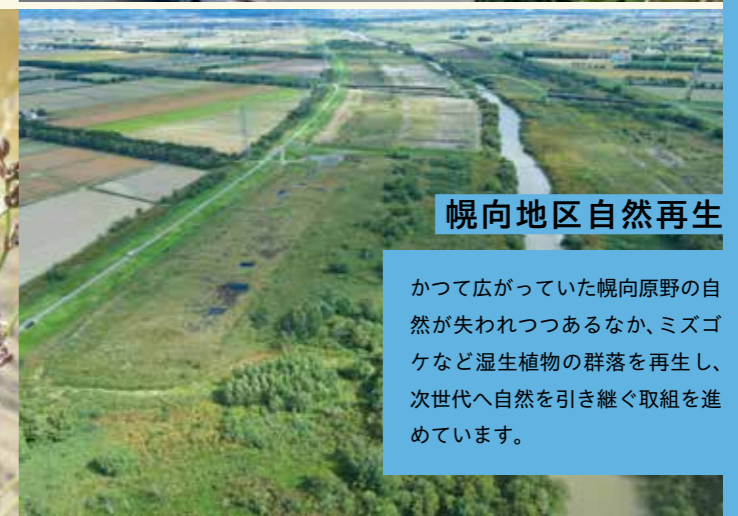 幌向地区自然再生
かつて広がっていた幌向原野の自
然が失われつつあるなか、ミズゴ
ケなど湿生植物の群落を再生し、
次世代へ自然を引き継ぐ取組を進
めています。